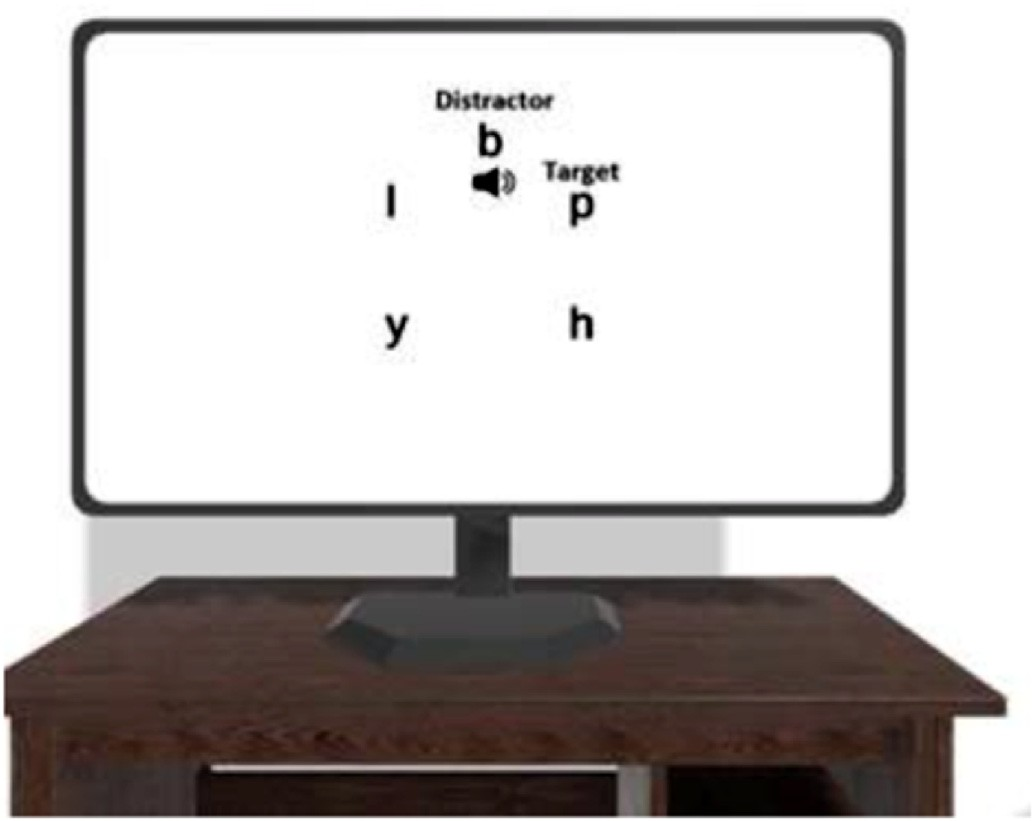 Distractor
b
Target
l p
y h